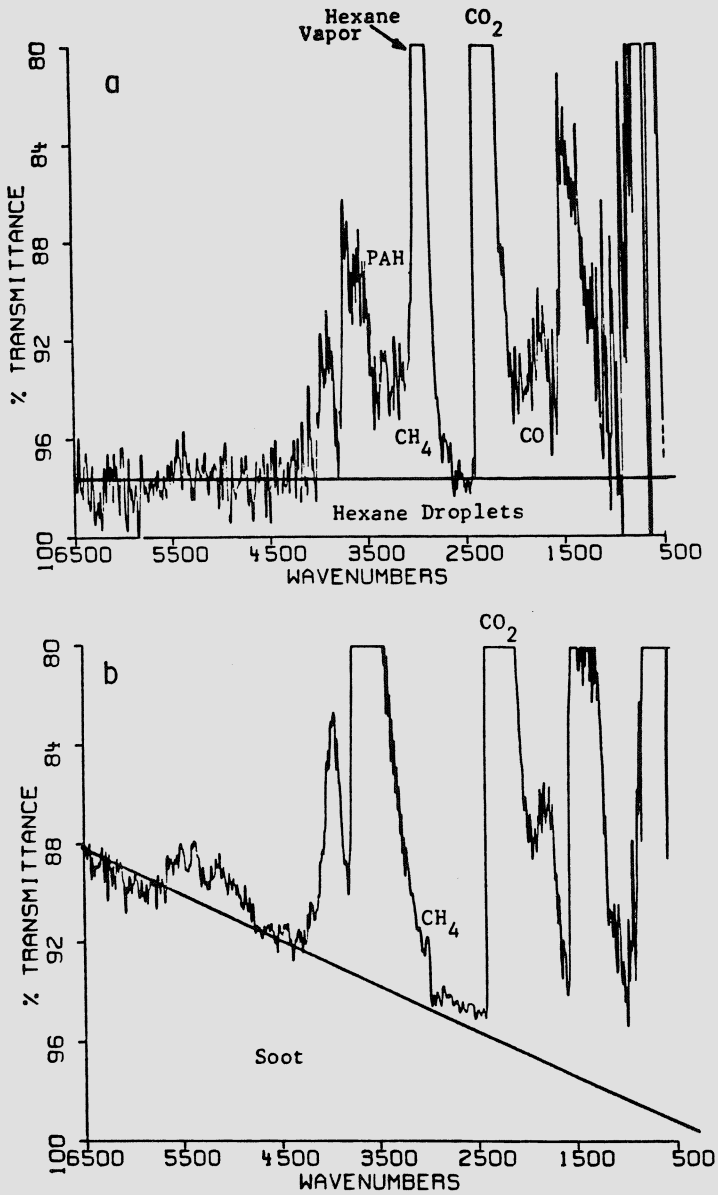 Hexane
Vapor
CO2
a
80
84
88
92
96
100
% TRANSMITTANCE
PAH
CH4
CO
Hexane Droplets
6500 5500 4500 3500 2500 1500 500
WAVENUMBERS
CO2
b
80
84
88
92
96
100
% TRANSMITTANCE
CH4
Soot
6500 5500 4500 3500 2500 1500 500
WAVENUMBERS